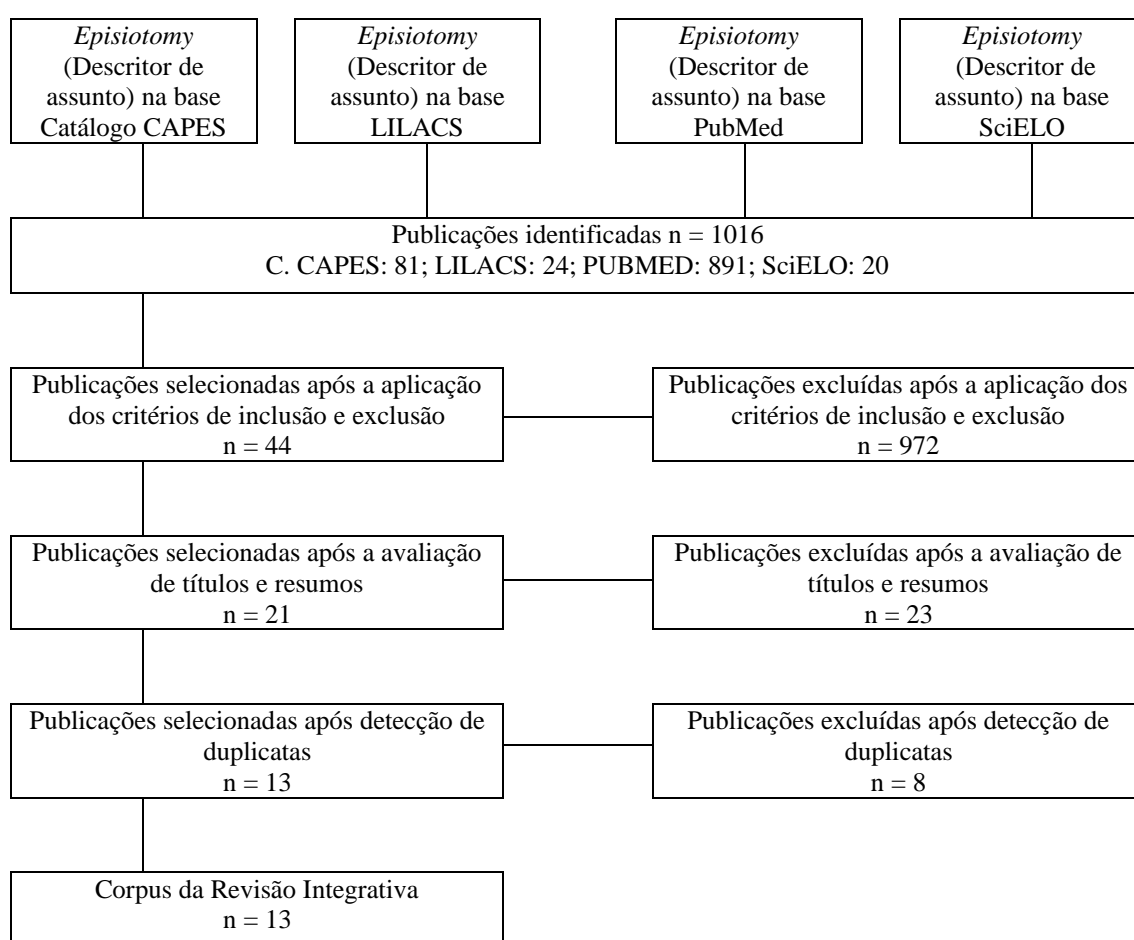 Episiotomy
(Descritor de
assunto) na base
Catálogo CAPES
Episiotomy
(Descritor de
assunto) na base
LILACS
Episiotomy
(Descritor de
assunto) na base
PubMed
Episiotomy
(Descritor de
assunto) na base
SciELO
Publicações identificadas n = 1016
C. CAPES: 81; LILACS: 24; PUBMED: 891; SciELO: 20
Publicações selecionadas após a aplicação
dos critérios de inclusão e exclusão
n = 44
Publicações excluídas após a aplicação dos
critérios de inclusão e exclusão
n = 972
Publicações selecionadas após a avaliação
de títulos e resumos
n = 21
Publicações excluídas após a avaliação de
títulos e resumos
n = 23
Publicações selecionadas após detecção de
duplicatas
n = 13
Publicações excluídas após detecção de
duplicatas
n = 8
Corpus da Revisão Integrativa
n = 13